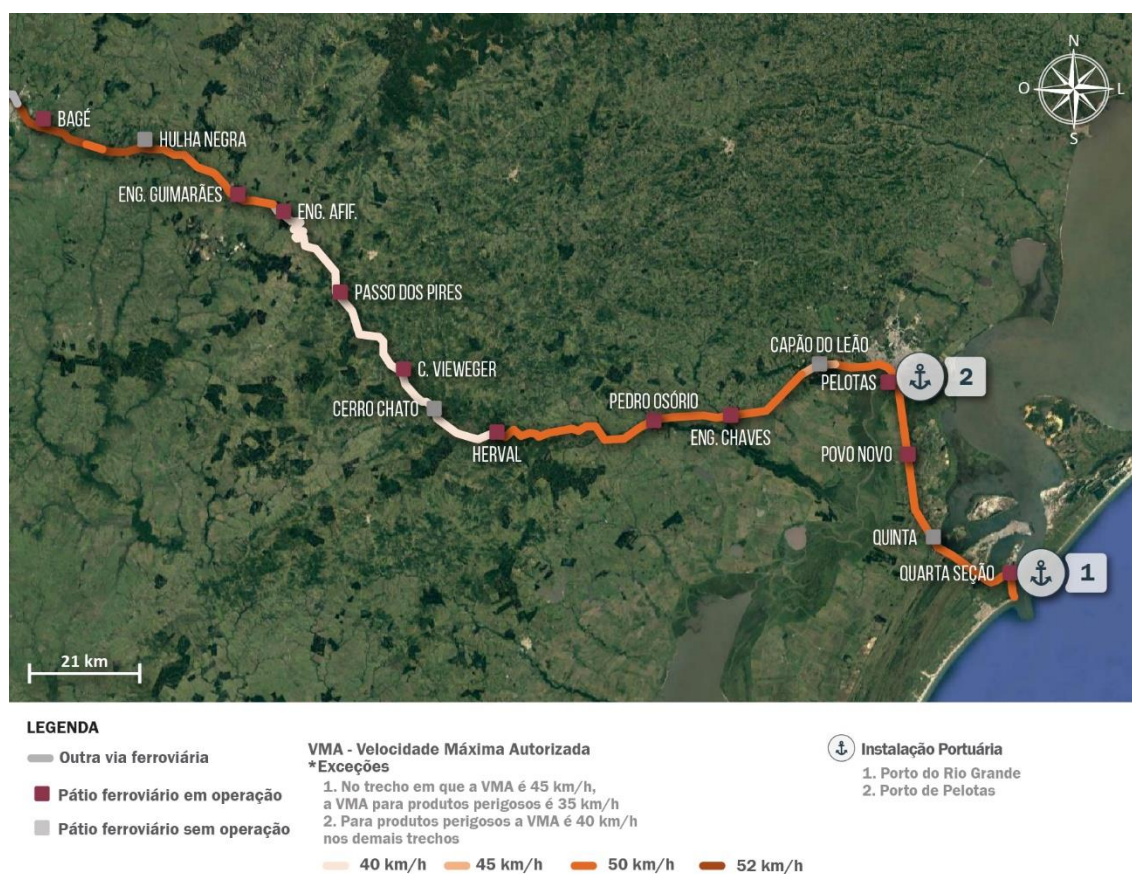 N
O
L
S
BAGÉ
HULHA NEGRA
ENG. GUIMARÃES
ENG. AFIF.
PASSO DOS PIRES
C. VIEWEGER
CERRO CHATO
HERVAL
PEDRO OSÓRIO
ENG. CHAVES
CAPÃO DO LEÃO
PELOTAS
2
POVO NOVO
QUINTA
QUARTA SEÇÃO
1
21 km
LEGENDA
Outra via ferroviária
Pátio ferroviário em operação
Pátio ferroviário sem operação
VMA - Velocidade Máxima Autorizada
*Exceções
1. No trecho em que a VMA é 45 km/h,
a VMA para produtos perigosos é 35 km/h
2. Para produtos perigosos a VMA é 40 km/h
nos demais trechos
40 km/h
45 km/h
50 km/h
52 km/h
Instalação Portuária
1. Porto do Rio Grande
2. Porto de Pelotas